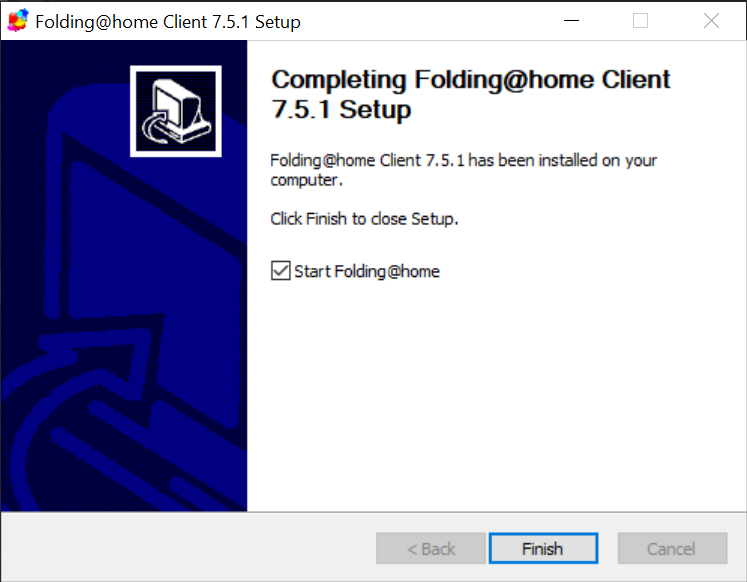 Folding@home Client 7.5.1 Setup
Completing Folding@home Client
7.5.1 Setup
Folding@home Client 7.5.1 has been installed on your
computer.
Click Finish to close Setup.
Start Folding@home
< Back
Finish
Cancel